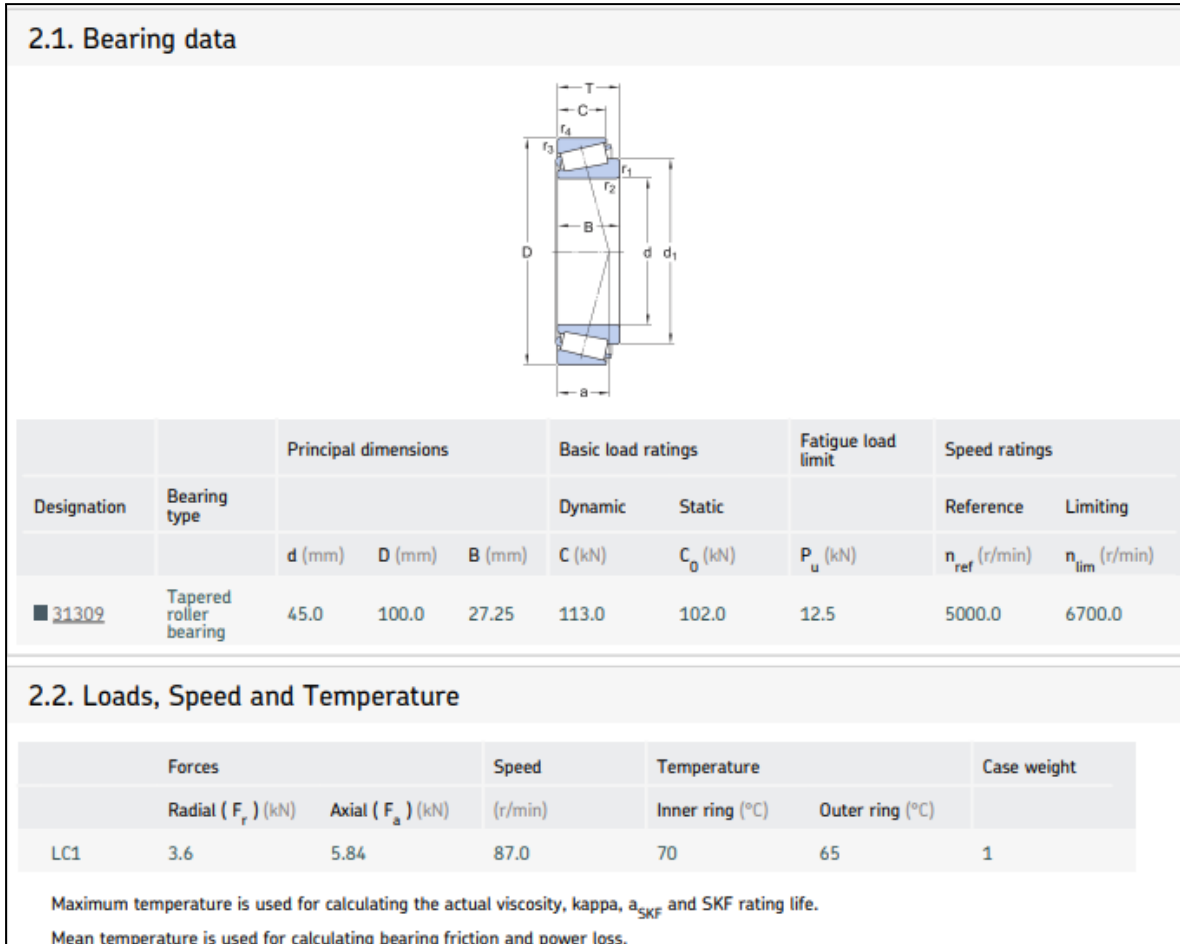 2.1. Bearing data
T
C
r4
r3
r1
r2
B
D
d
d1
a
Principal dimensions Basic load ratings Fatigue load limit Speed ratings
Designation Bearing type Dynamic Static Reference Limiting
d (mm) D (mm) B (mm) C (kN) C0 (kN) Pu (kN) nref (r/min) nlim (r/min)
31309 Tapered roller bearing 45.0 100.0 27.25 113.0 102.0 12.5 5000.0 6700.0
2.2. Loads, Speed and Temperature
Forces Speed Temperature Case weight
Radial ( Fr ) (kN) Axial ( Fa ) (kN) (r/min) Inner ring (°C) Outer ring (°C)
LC1 3.6 5.84 87.0 70 65 1
Maximum temperature is used for calculating the actual viscosity, kappa, aSKF and SKF rating life.
Mean temperature is used for calculating bearing friction and power loss.